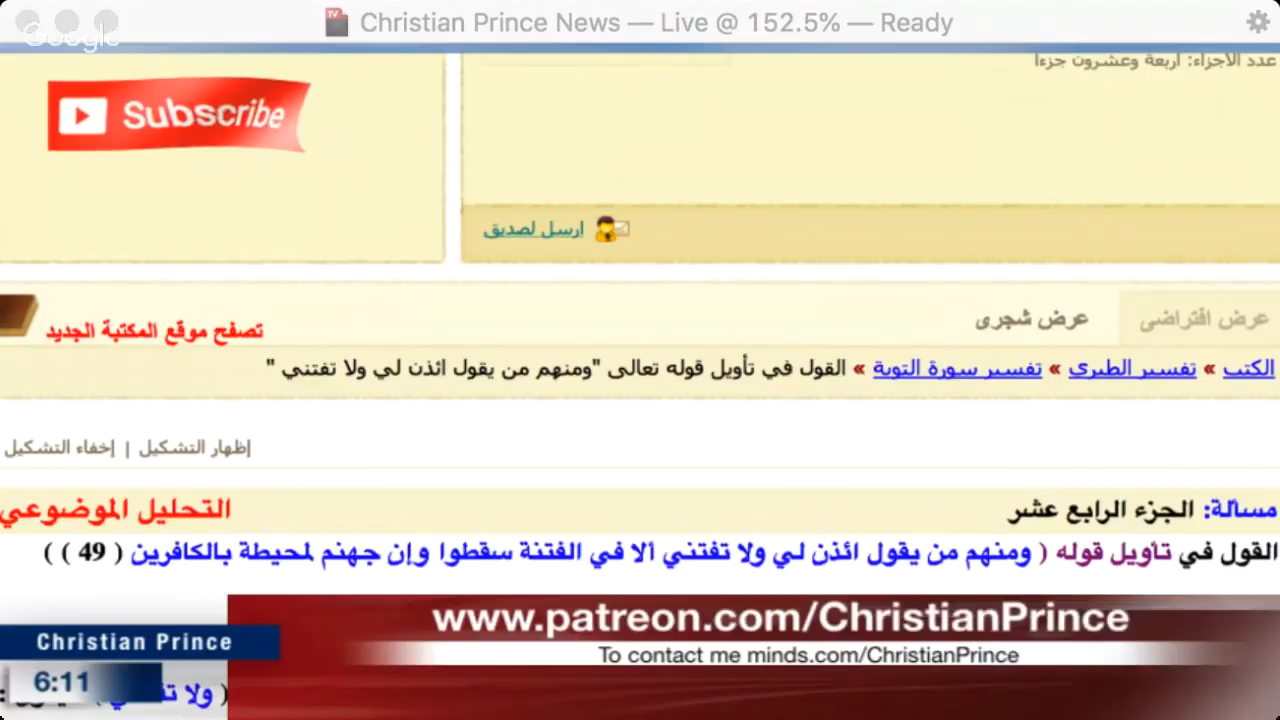 Christian Prince News — Live @ 152.5% — Ready
Google
عدد الأجزاء: أربعة وعشرون جزءا
Subscribe
ارسل لصديق
عرض افتراضي
عرض شجري
تصفح موقع المكتبة الجديد
الكتب » تفسير الطبري » تفسير سورة التوبة » القول في تأويل قوله تعالى "ومنهم من يقول ائذن لي ولا تفتني "
إظهار التشكيل | إخفاء التشكيل
مسألة: الجزء الرابع عشر
التحليل الموضوعي
القول في تأويل قوله ( ومنهم من يقول ائذن لي ولا تفتني ألا في الفتنة سقطوا وإن جهنم لمحيطة بالكافرين ( 49 ) )
www.patreon.com/ChristianPrince
Christian Prince
To contact me minds.com/ChristianPrince
6:11
( ولا